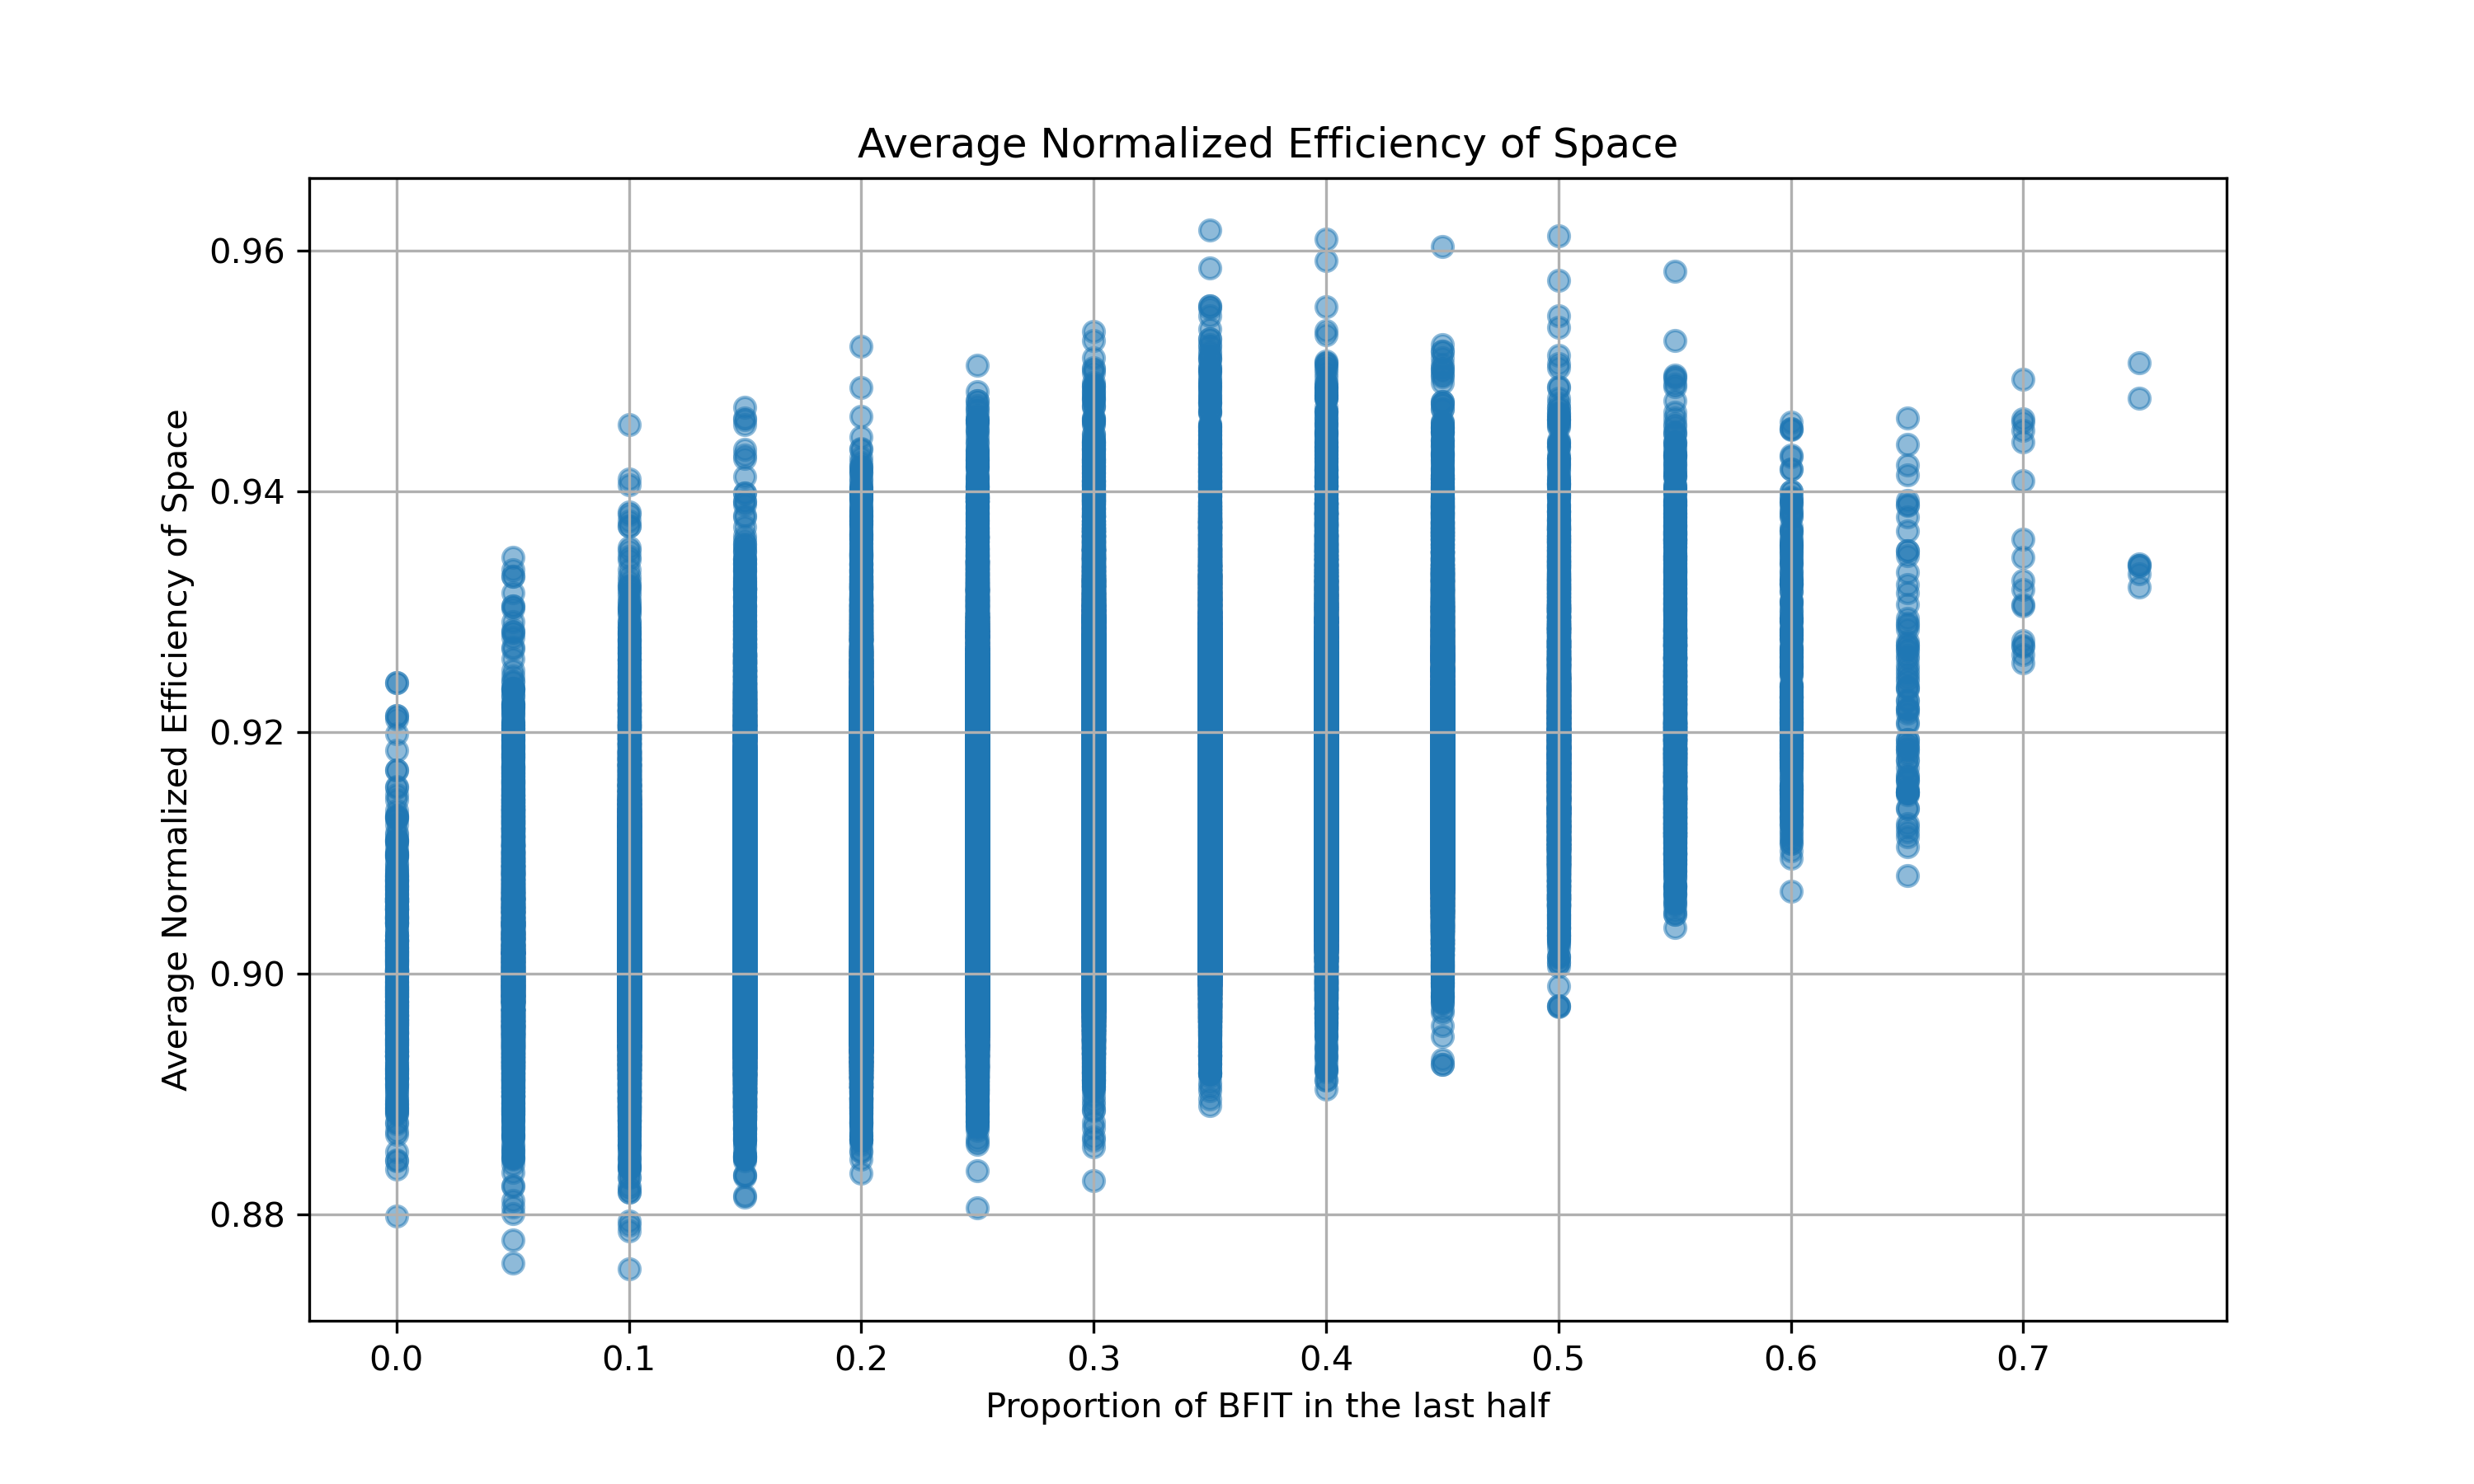 Average Normalized Efficiency of Space
Average Normalized Efficiency of Space
0.96
0.94
0.92
0.90
0.88
0.0 0.1 0.2 0.3 0.4 0.5 0.6 0.7
Proportion of BFIT in the last half